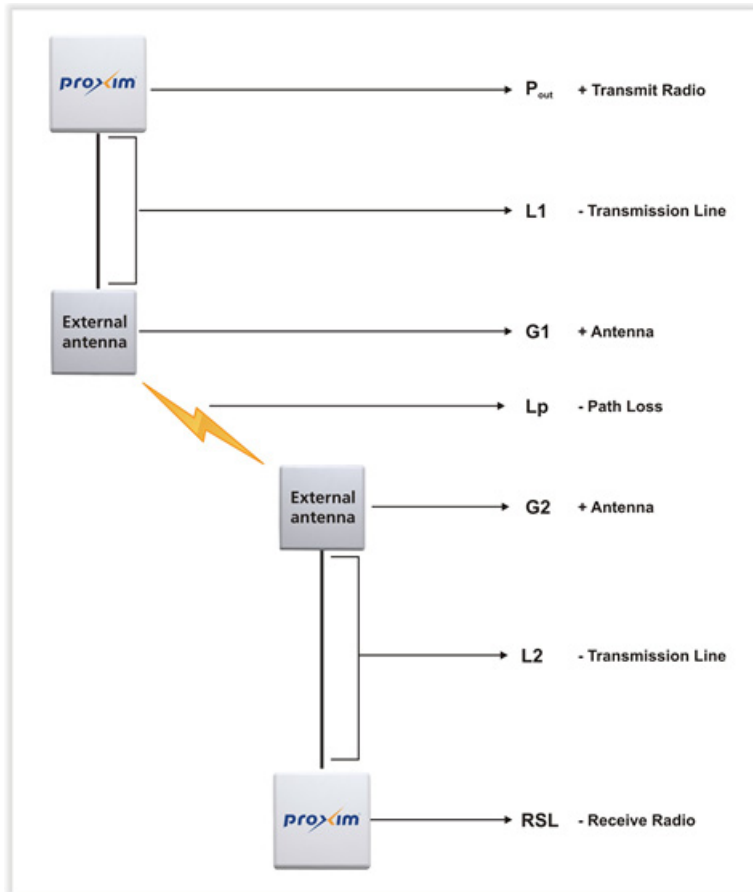 proxim
P out + Transmit Radio
L1 - Transmission Line
External
antenna
G1 + Antenna
Lp - Path Loss
External
antenna
G2 + Antenna
L2 - Transmission Line
proxim
RSL - Receive Radio